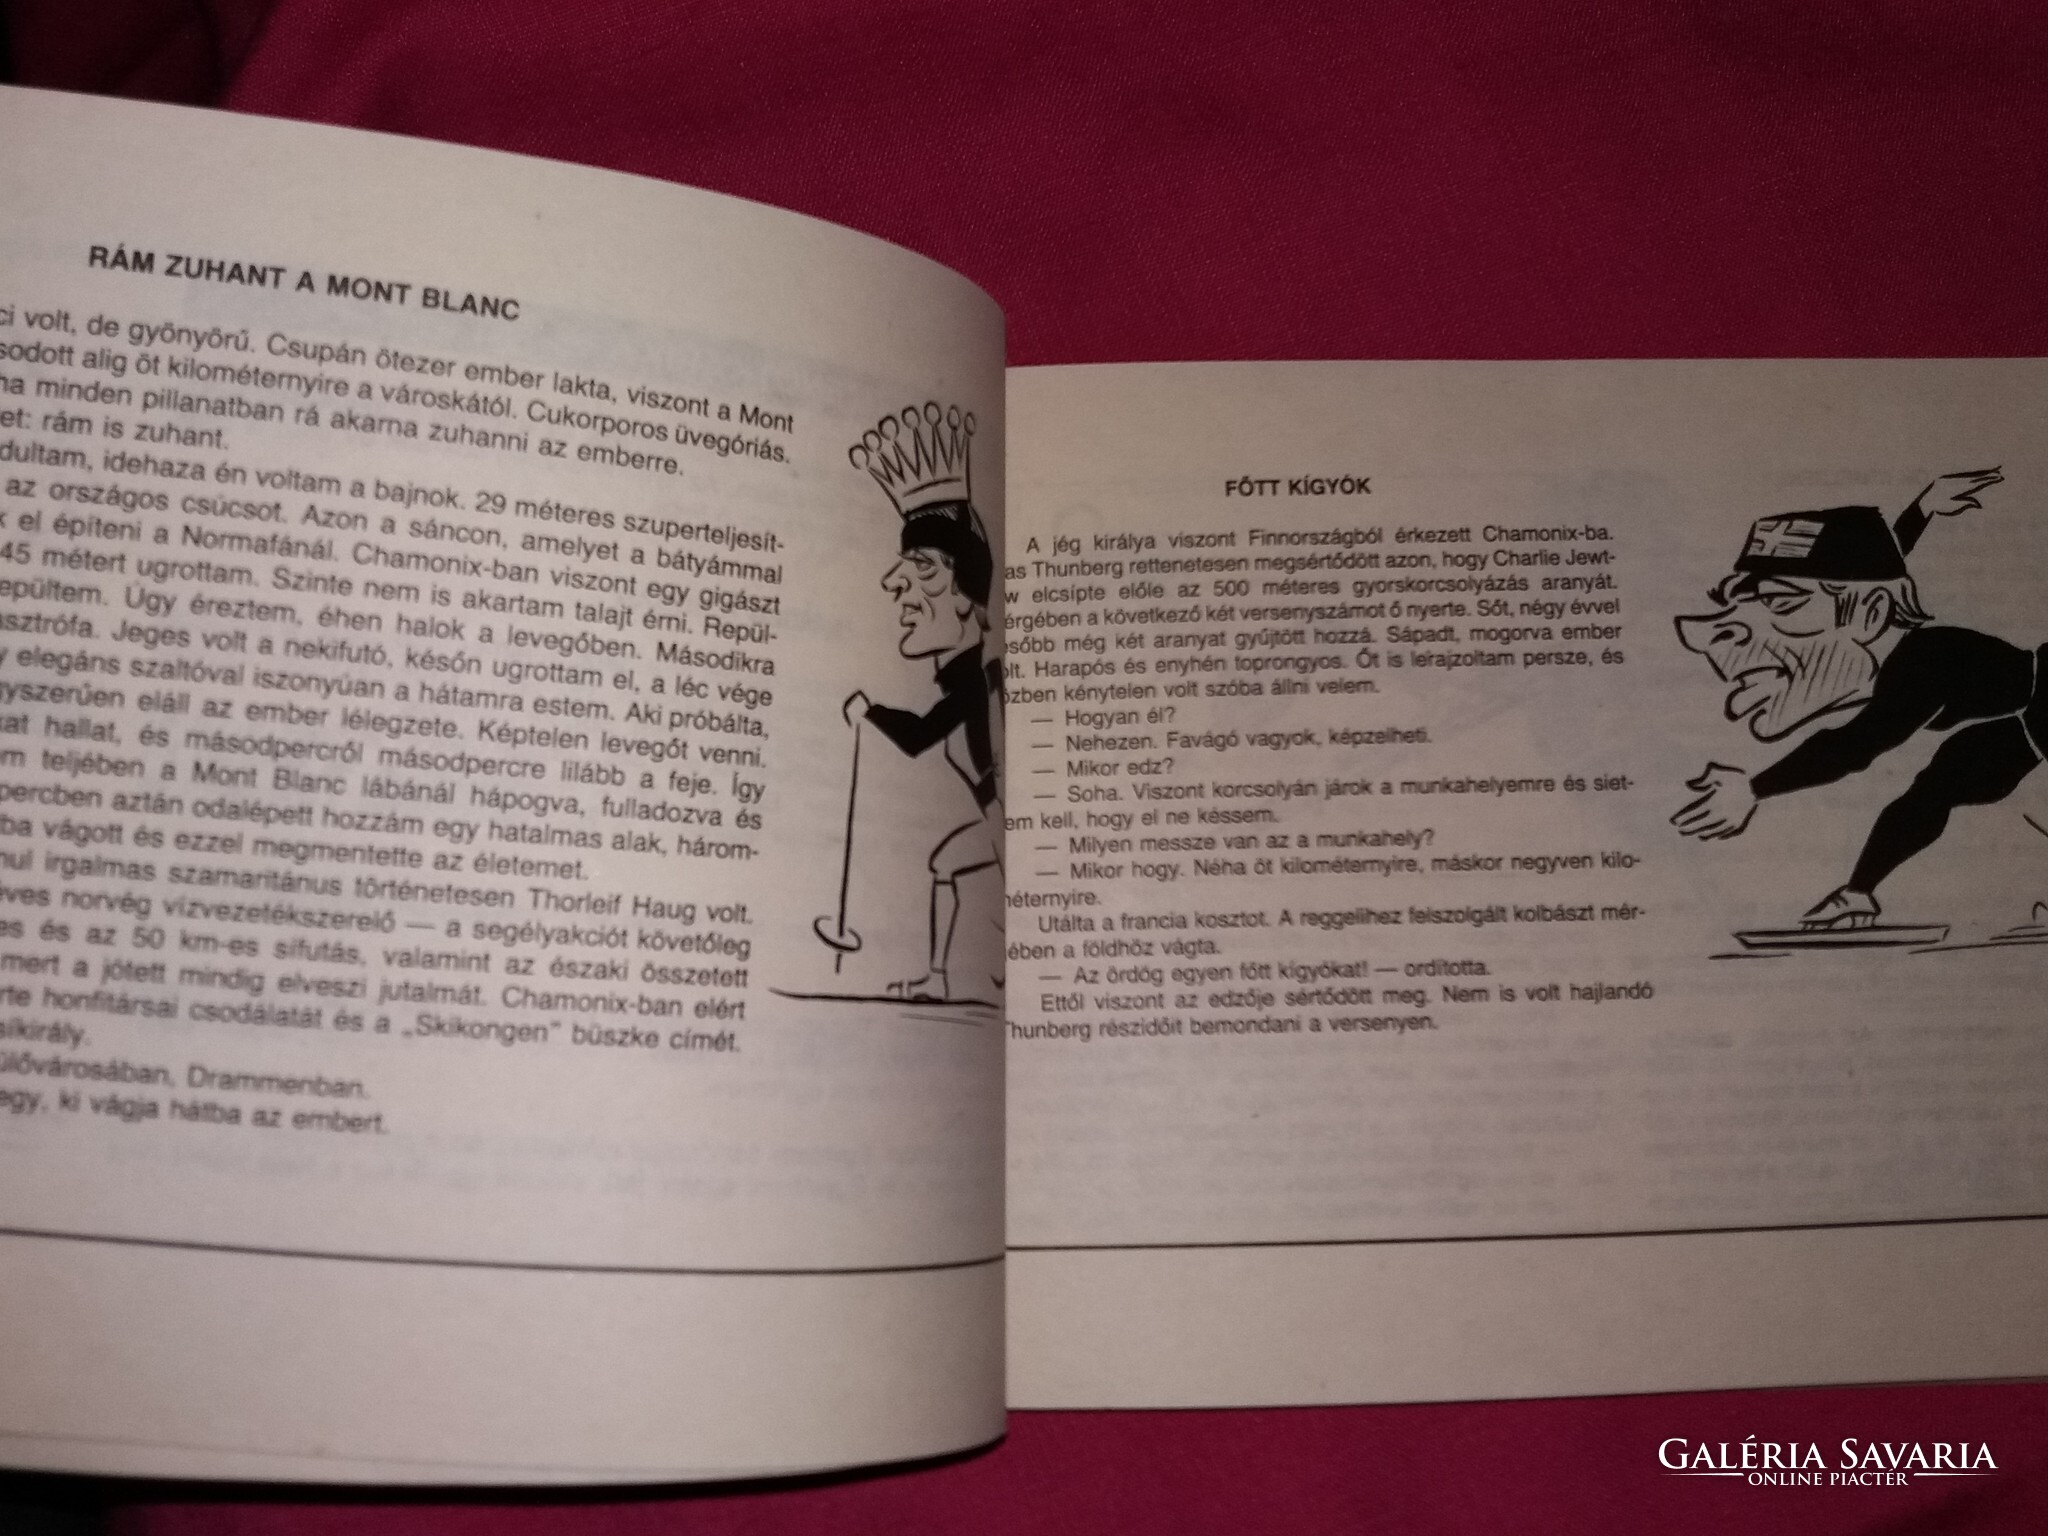 RÁM ZUHANT A MONT BLANC
ci volt, de gyönyörű. Csupán ötezer ember lakta, viszont a Mont
sodott alig öt kilométernyire a városkától. Cukorporos üvegóriás.
ha minden pillanatban rá akarna zuhanni az emberre.
et: rám is zuhant.
dultam, idehaza én voltam a bajnok. 29 méteres szuperteljesít-
az országos csúcsot. Azon a sáncon, amelyet a bátyámmal
k el építeni a Normafánál. Chamonix-ban viszont egy gigászt
45 métert ugrottam. Szinte nem is akartam talajt érni. Repül-
epültem. Úgy éreztem, éhen halok a levegőben. Másodikra
asztrófa. Jeges volt a nekifutó, későn ugrottam el, a léc vége
y elegáns szaltóval iszonyúan a hátamra estem. Aki próbálta,
gyszerűen eláll az ember lélegzete. Képtelen levegőt venni.
kat hallat, és másodpercről másodpercre lilább a feje. Így
m teljében a Mont Blanc lábánál hápogva, fulladozva és
percben aztán odalépett hozzám egy hatalmas alak, három-
ba vágott és ezzel megmentette az életemet.
nul irgalmas szamaritánus történetesen Thorleif Haug volt.
éves norvég vízvezetékszerelő — a segélyakciót követőleg
es és az 50 km-es sífutás, valamint az északi összetett
mert a jótett mindig elveszi jutalmát. Chamonix-ban elért
rte honfitársai csodálatát és a „Skikongen" büszke címét.
síkirály.
ülővárosában, Drammenban.
egy, ki vágja hátba az embert.
FŐTT KÍGYÓK
A jég királya viszont Finnországból érkezett Chamonix-ba.
as Thunberg rettenetesen megsértődött azon, hogy Charlie Jewt-
w elcsípte előle az 500 méteres gyorskorcsolyázás aranyát.
érgében a következő két versenyszámot ő nyerte. Sőt, négy évvel
ésőbb még két aranyat gyűjtött hozzá. Sápadt, mogorva ember
olt. Harapós és enyhén toprongyos. Őt is lerajzoltam persze, és
özben kénytelen volt szóba állni velem.
— Hogyan él?
— Nehezen. Favágó vagyok, képzelheti.
— Mikor edz?
— Soha. Viszont korcsolyán járok a munkahelyemre és siet-
em kell, hogy el ne késsem.
— Milyen messze van az a munkahely?
— Mikor hogy. Néha öt kilométernyire, máskor negyven kilo-
méternyire.
Utálta a francia kosztot. A reggelihez felszolgált kolbászt mér-
ében a földhöz vágta.
— Az ördög egyen főtt kígyókat! — ordította.
Ettől viszont az edzője sértődött meg. Nem is volt hajlandó
Thunberg részidőit bemondani a versenyen.
GALÉRIA SAVARIA
ONLINE PIACTÉR